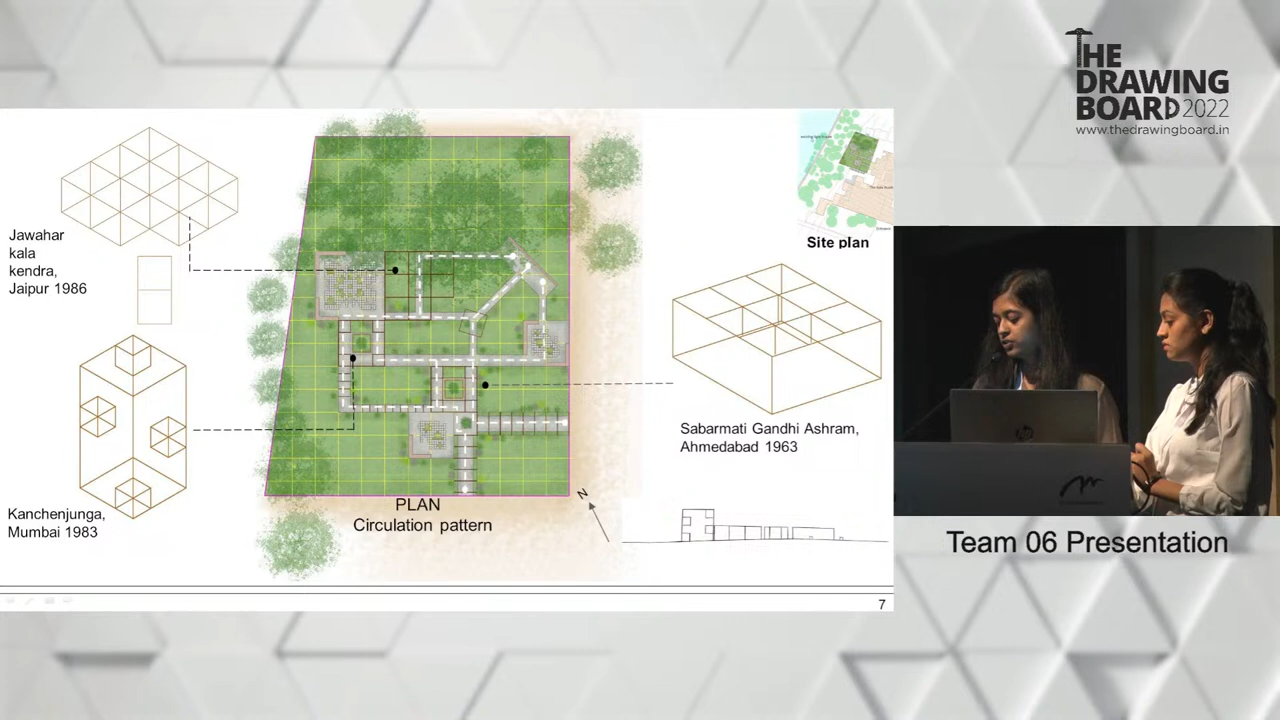 THE
DRAWING
BOARD 2022
www.thedrawingboard.in
Jawahar
kala
kendra,
Jaipur 1986
Site plan
Sabarmati Gandhi Ashram,
Ahmedabad 1963
Kanchenjunga,
Mumbai 1983
PLAN
Circulation pattern
N
7
hp
Team 06 Presentation